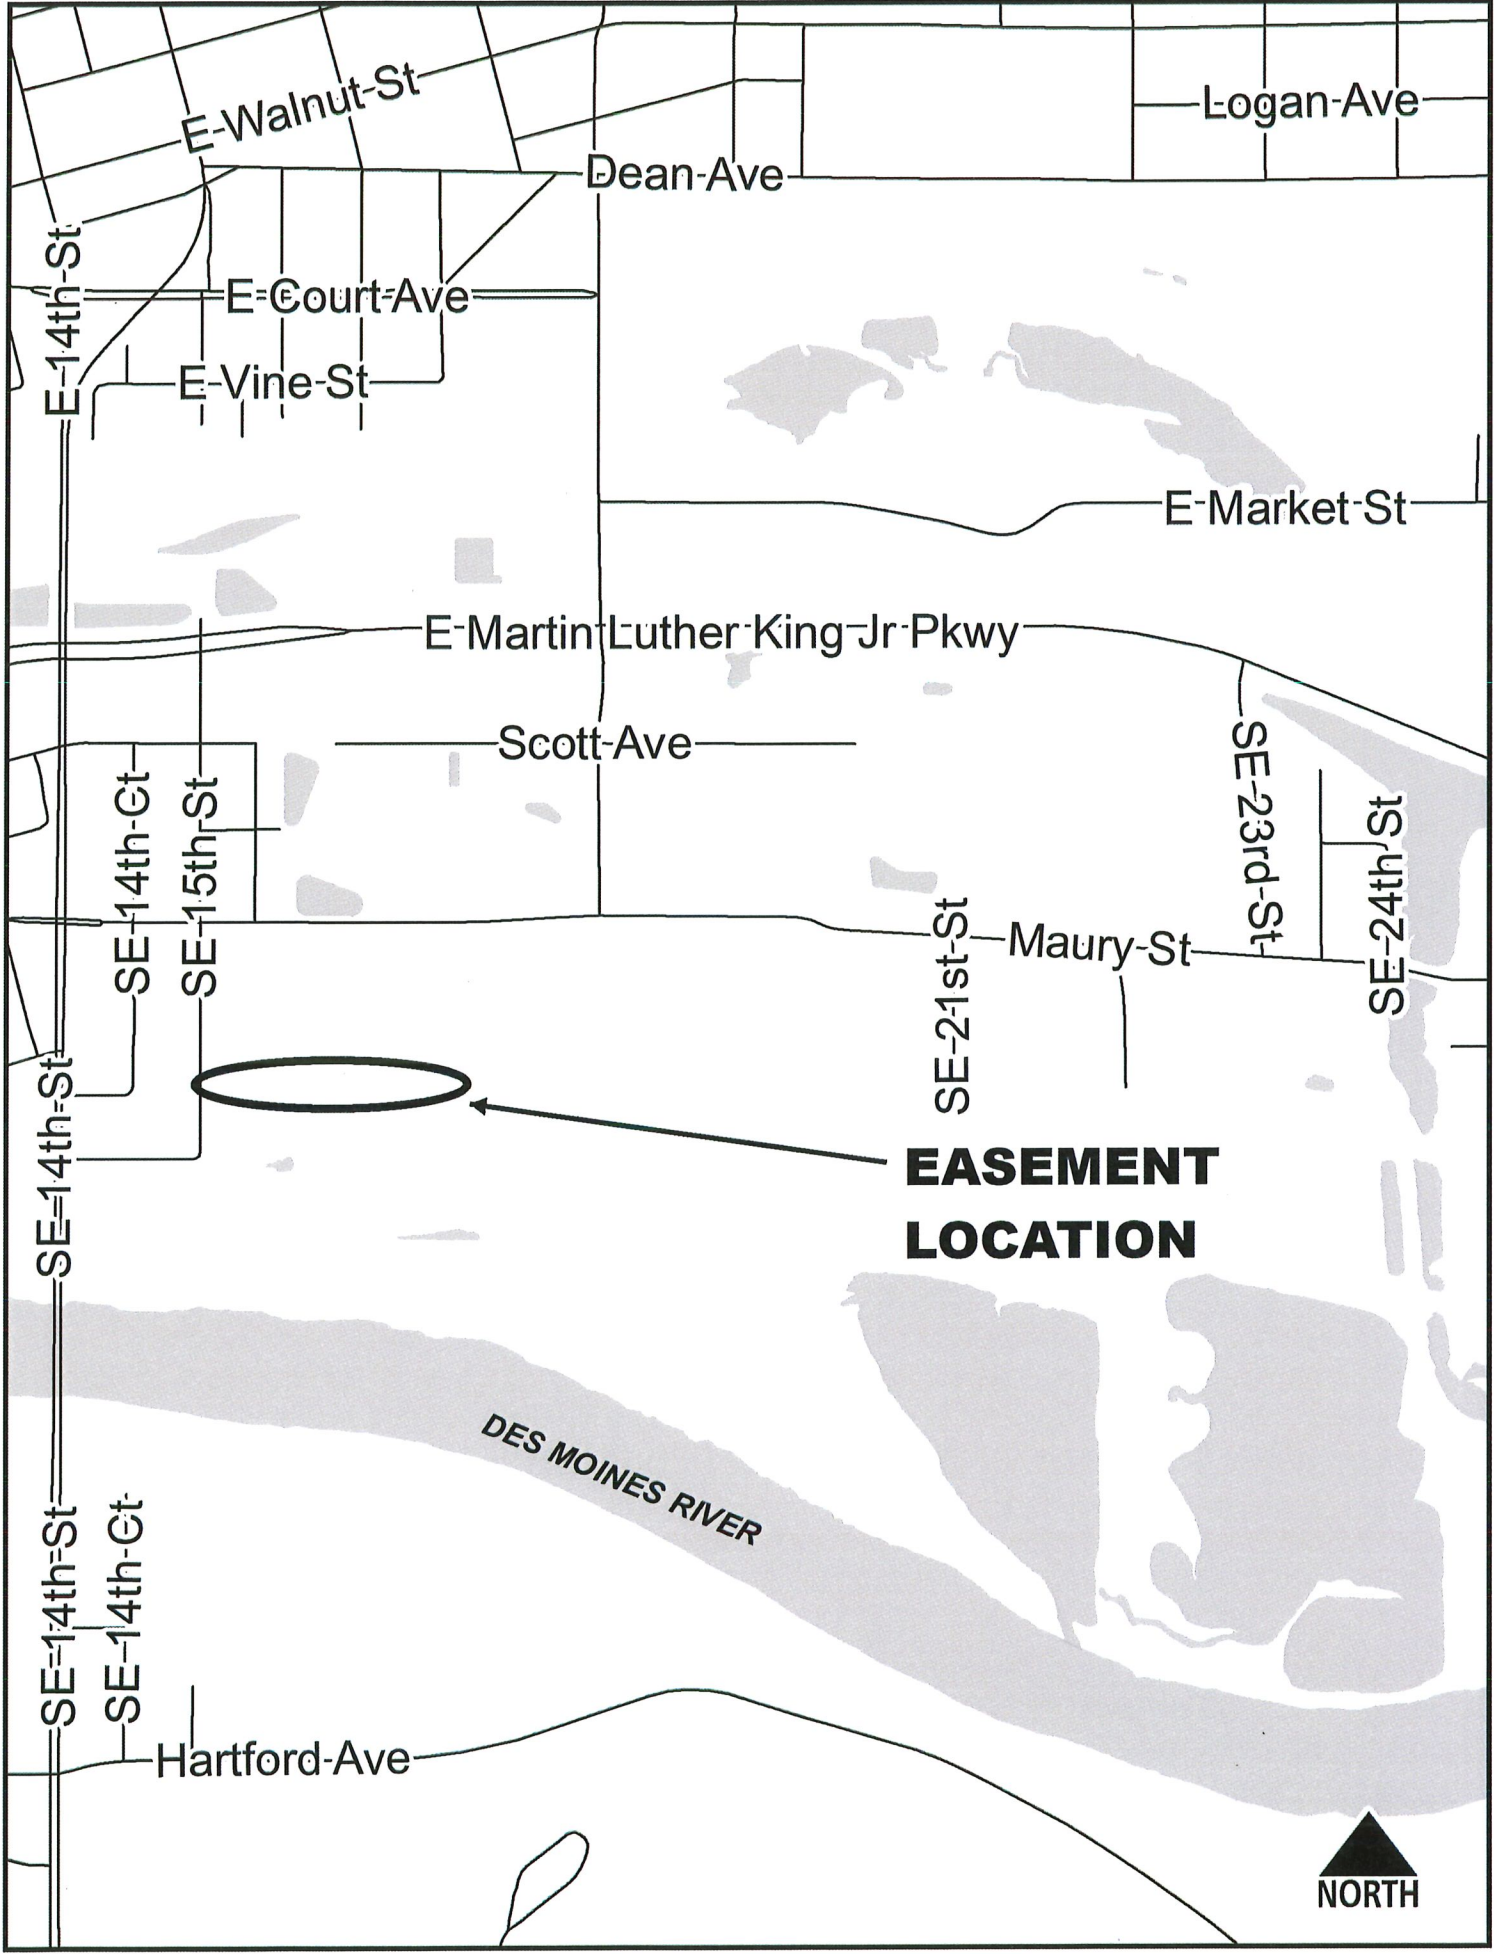 E Walnut St
Logan Ave
Dean Ave
E 14th St
E Court Ave
E Vine St
E Market St
E Martin Luther King Jr Pkwy
Scott Ave
SE 14th Ct
SE 15th St
SE 23rd St
SE 24th St
SE 21st St
Maury St
SE 14th St
EASEMENT
LOCATION
DES MOINES RIVER
SE 14th St
SE 14th Ct
Hartford Ave
NORTH